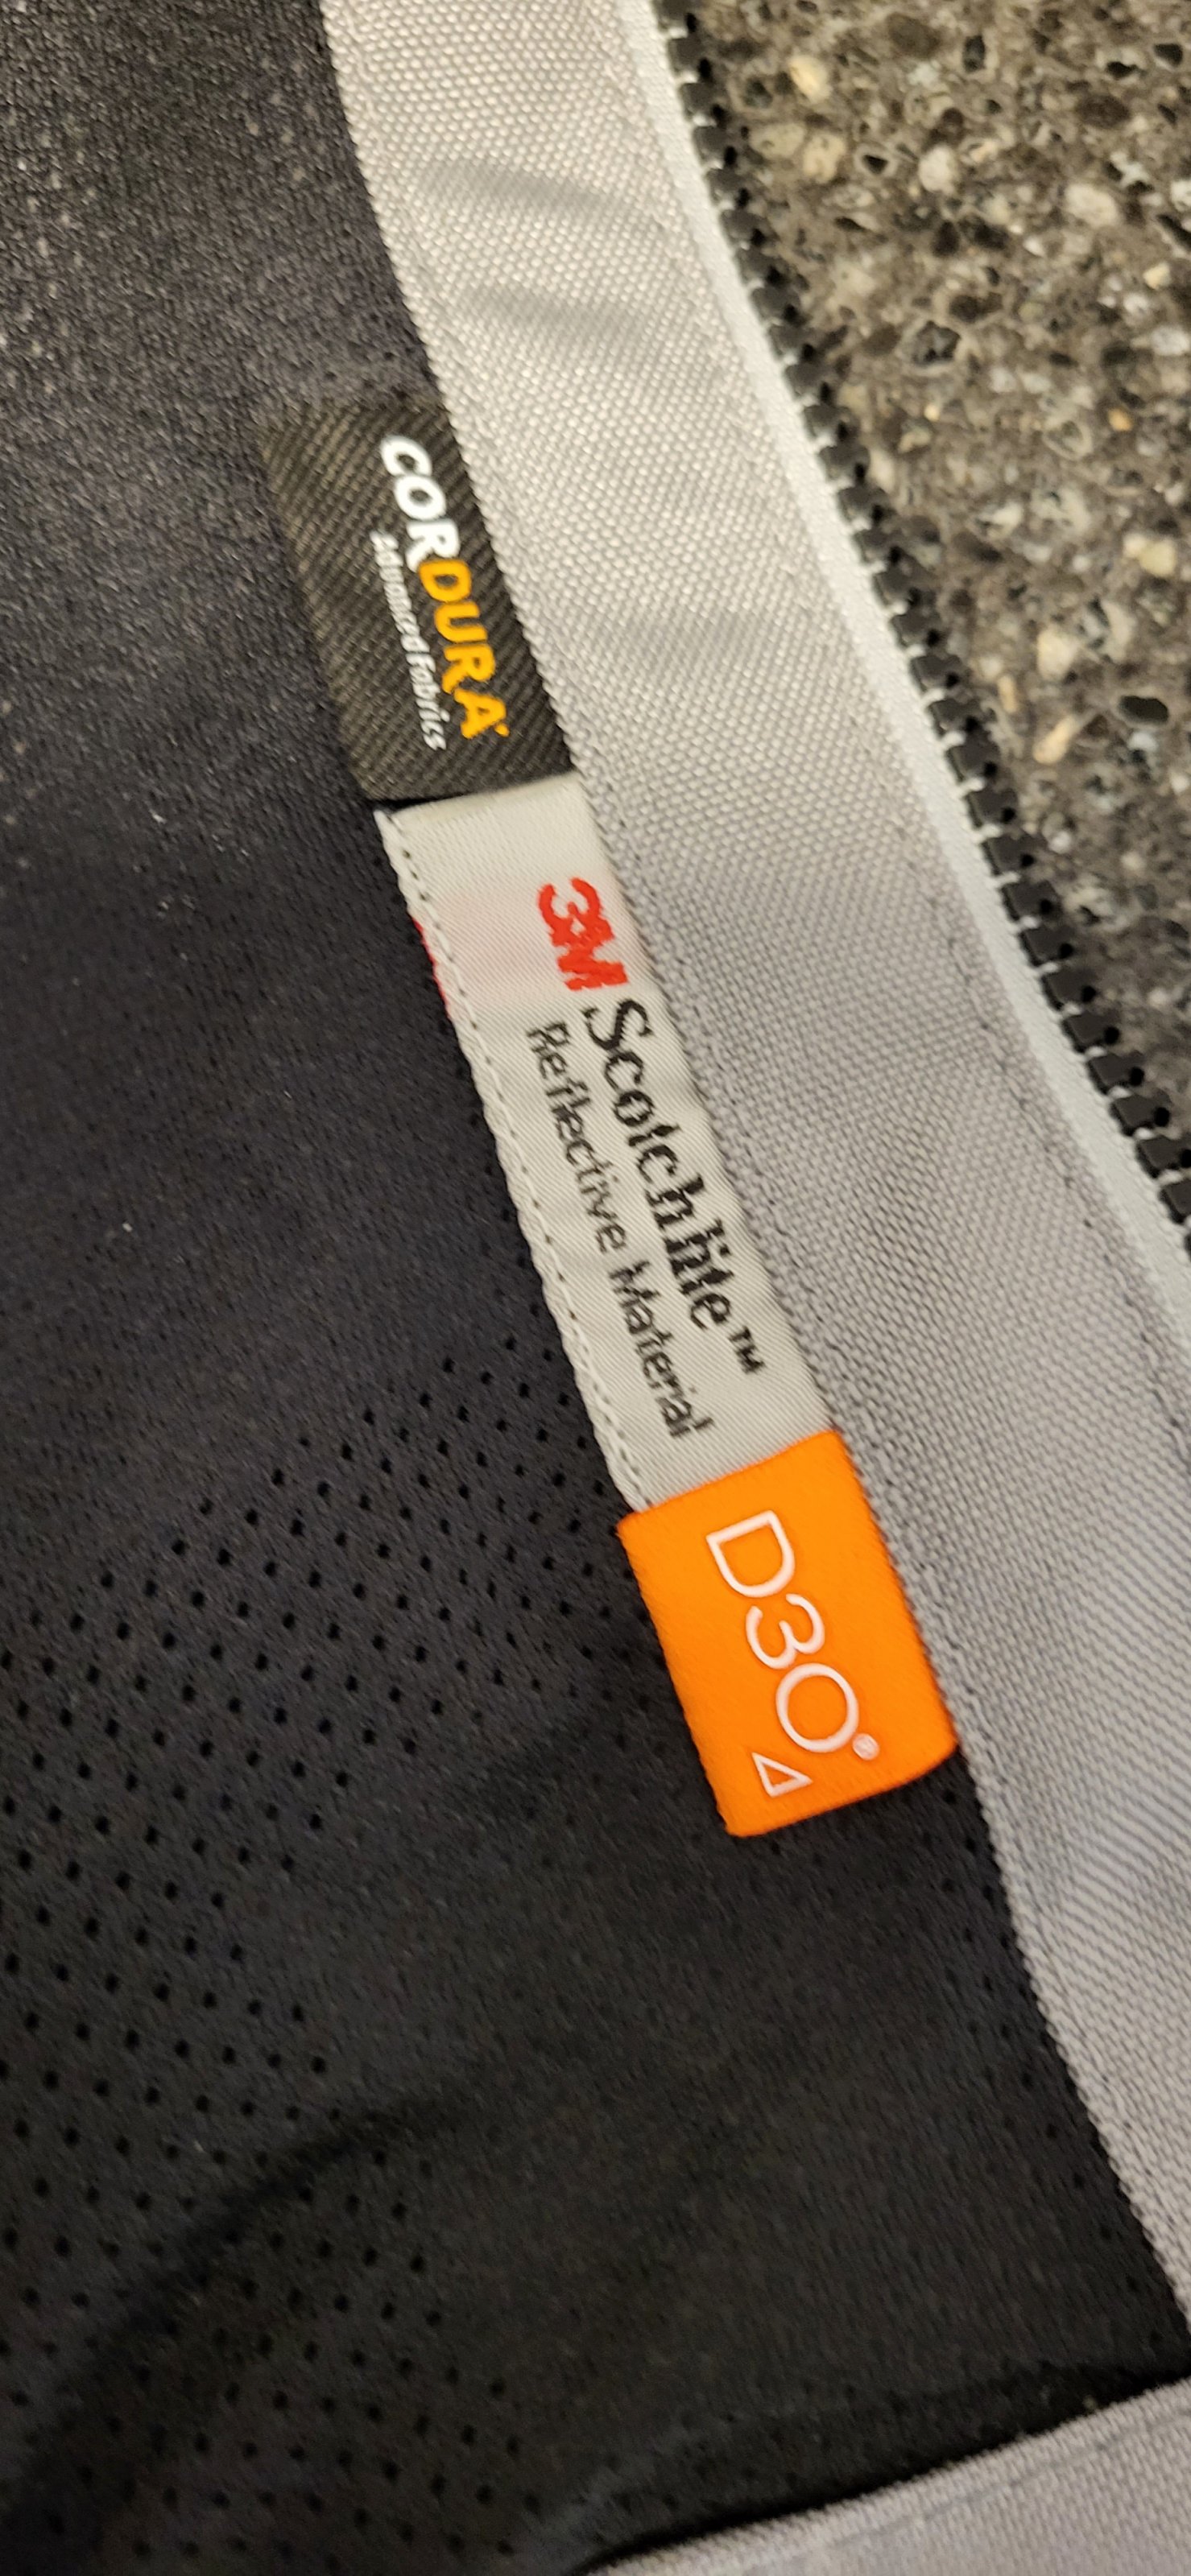 CORDURA®
Advanced Fabrics
3M Scotchlite™
Reflective Material
D3O®